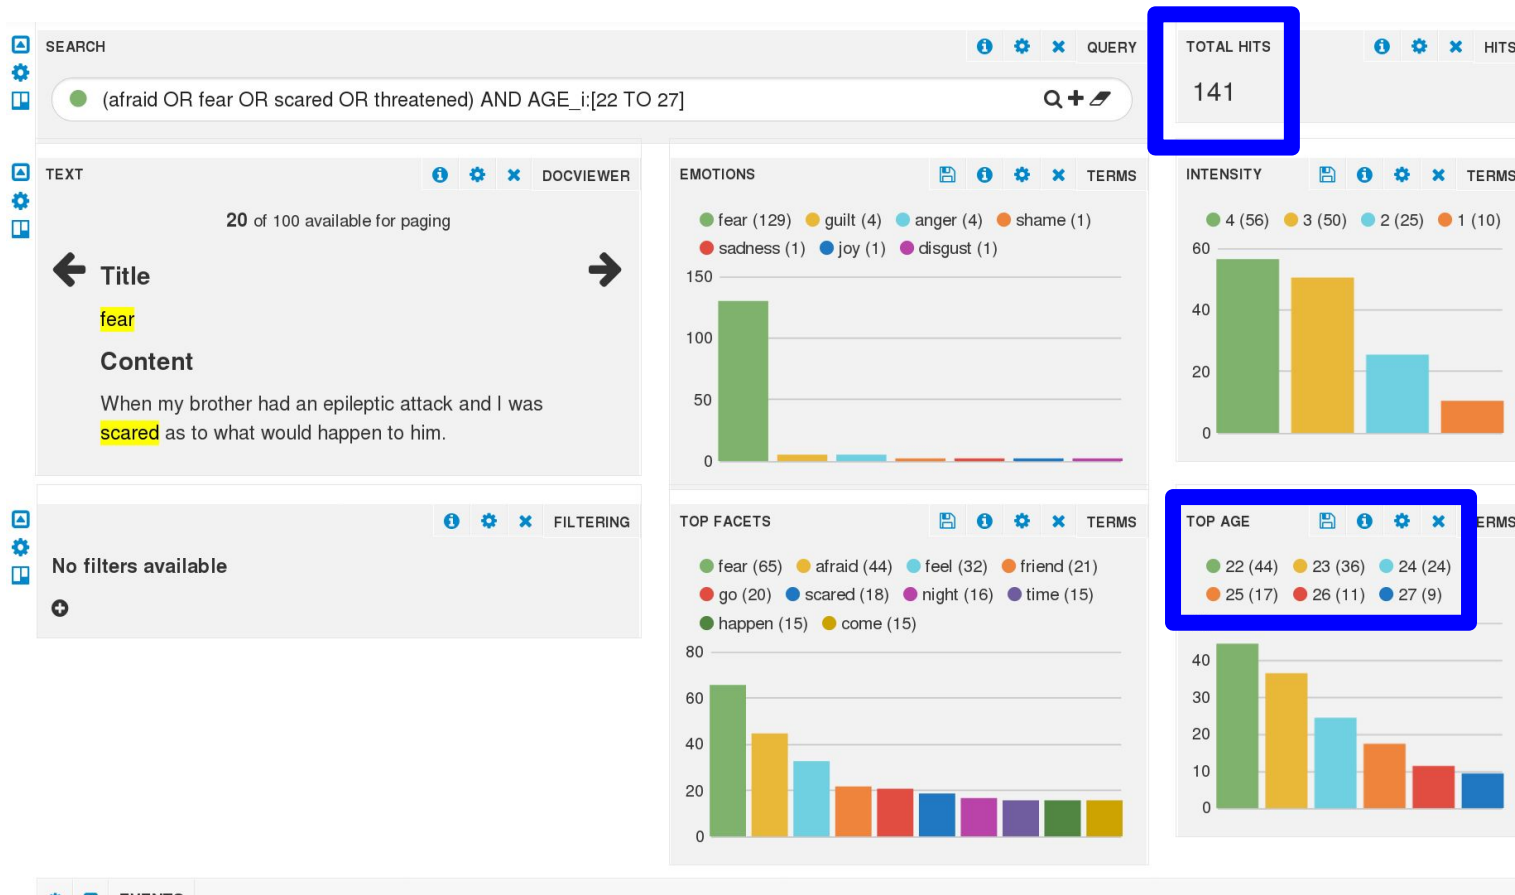 SEARCH
QUERY
(afraid OR fear OR scared OR threatened) AND AGE_i:[22 TO 27]
TOTAL HITS
HITS
141
TEXT
DOCVIEWER
20 of 100 available for paging
Title
fear
Content
When my brother had an epileptic attack and I was
scared as to what would happen to him.
EMOTIONS
TERMS
fear (129) guilt (4) anger (4) shame (1)
sadness (1) joy (1) disgust (1)
150
100
50
0
INTENSITY
TERMS
4 (56) 3 (50) 2 (25) 1 (10)
60
40
20
0
FILTERING
No filters available
TOP FACETS
TERMS
fear (65) afraid (44) feel (32) friend (21)
go (20) scared (18) night (16) time (15)
happen (15) come (15)
80
60
40
20
0
TOP AGE
ERMS
22 (44) 23 (36) 24 (24)
25 (17) 26 (11) 27 (9)
40
30
20
10
0